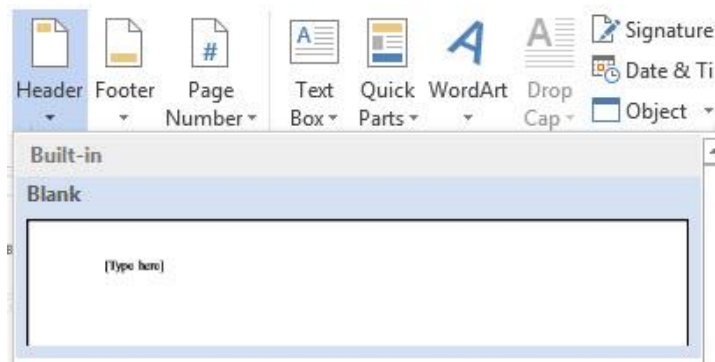 Header Footer Page Number Text Box Quick Parts WordArt Drop Cap
Signature
Date & Ti
Object
Built-in
Blank
[Type here]